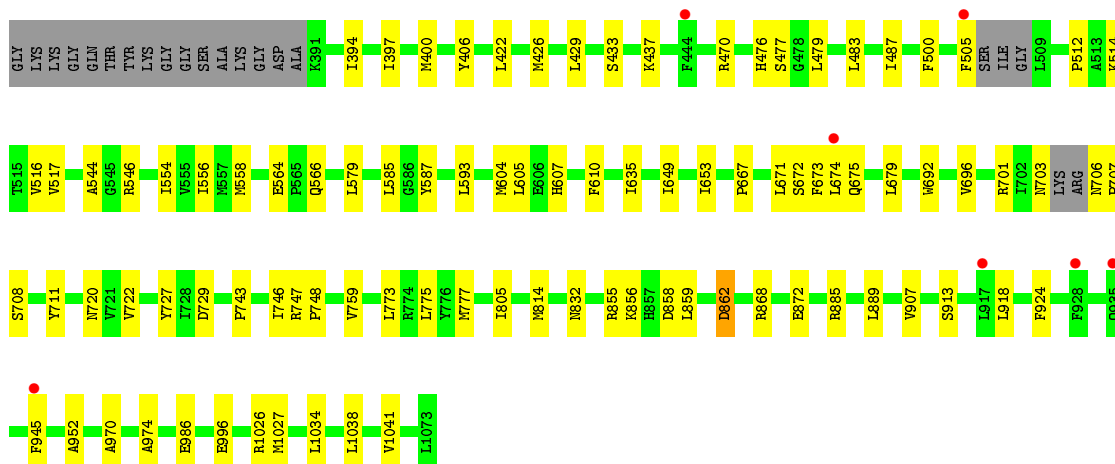 GLY LYS LYS GLY GLN THR TYR LYS GLY GLY SER ALA LYS GLY ASP ALA K391 I394 I397 M400 Y406 L422 M426 L429 S433 K437 F444 R470 H476 S477 G478 L479 L483 I487 F500 F505 SER ILE GLY L509 P512 A513 K514
T515 V516 V517 A544 G545 R546 I554 V555 I556 M557 M558 E564 P565 Q566 L579 L585 G586 Y587 L593 M604 L605 E606 H607 F610 I635 I649 I653 P667 L671 S672 F673 L674 Q675 L679 W692 V696 R701 I702 N703 LYS ARG N706 P707
S708 Y711 N720 V721 V722 Y727 I728 D729 P743 I746 R747 P748 V759 L773 R774 L775 Y776 M777 I805 M814 N832 R855 K856 H857 D858 L859 D862 R868 E872 R885 L889 V907 S913 L917 L918 F924 F928 Q935
F945 A952 A970 A974 E986 E996 R1026 M1027 L1034 L1038 V1041 L1073